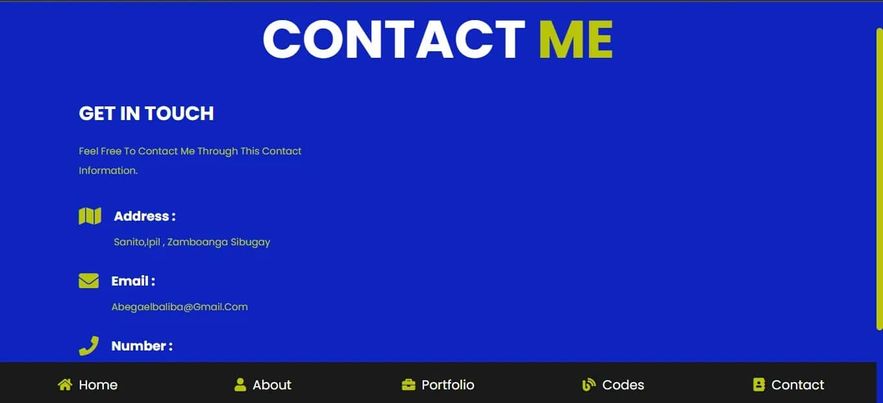 CONTACT ME
GET IN TOUCH
Feel Free To Contact Me Through This Contact
Information.
Address :
Sanito,Ipil , Zamboanga Sibugay
Email :
Abegaelbaliba@Gmail.Com
Number :
Home About Portfolio Codes Contact